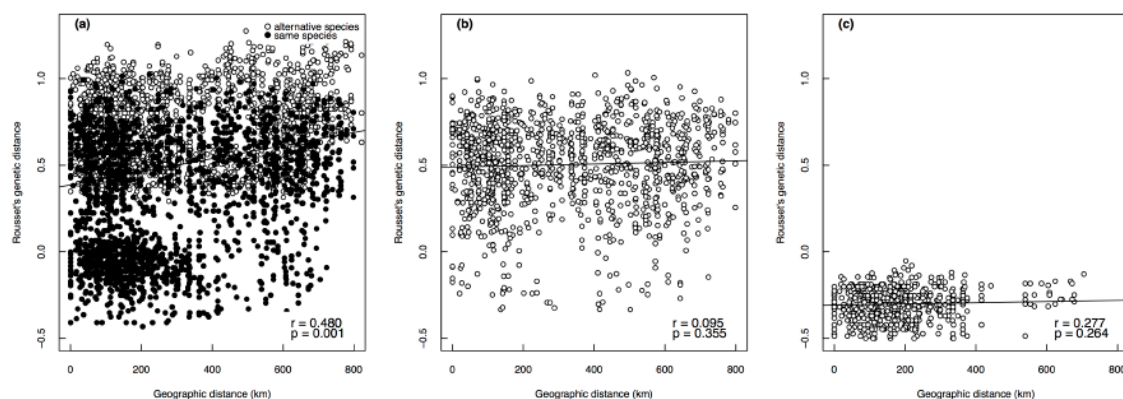 (a)
alternative species
same species
Rousset's genetic distance
1.0
0.5
0.0
−0.5
r = 0.480
p = 0.001
0 200 400 600 800
Geographic distance (km)
(b)
Rousset's genetic distance
1.0
0.5
0.0
−0.5
r = 0.095
p = 0.355
0 200 400 600 800
Geographic distance (km)
(c)
Rousset's genetic distance
1.0
0.5
0.0
−0.5
r = 0.277
p = 0.264
0 200 400 600 800
Geographic distance (km)